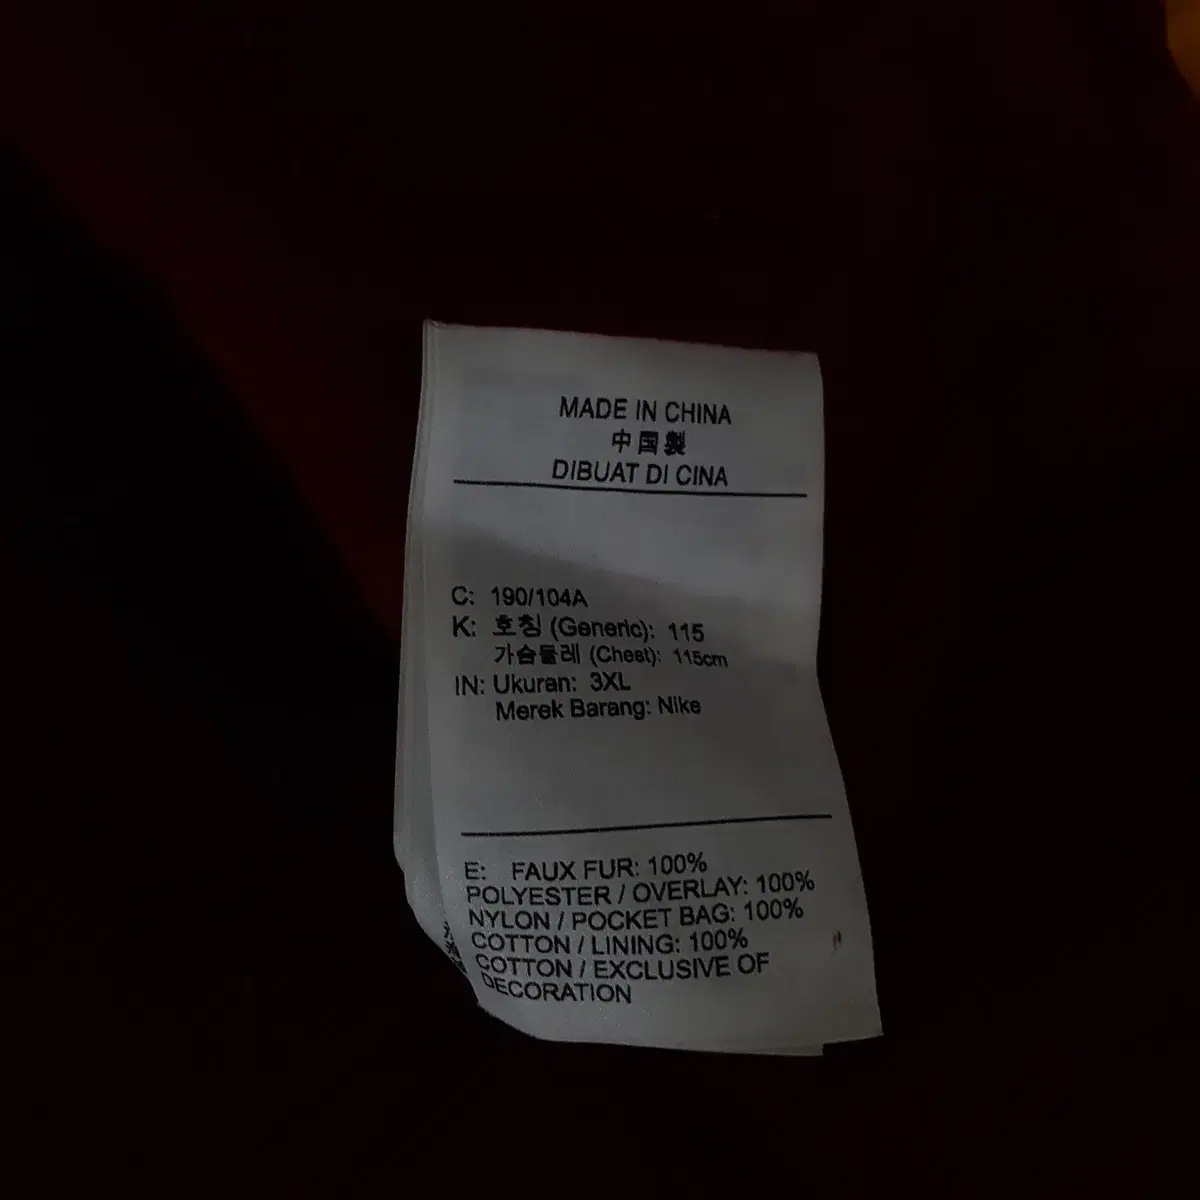 MADE IN CHINA
中国製
DIBUAT DI CINA
C: 190/104A
K: 호칭 (Generic): 115
가슴둘레 (Chest): 115cm
IN: Ukuran: 3XL
Merek Barang: Nike
E: FAUX FUR: 100%
POLYESTER / OVERLAY: 100%
NYLON / POCKET BAG: 100%
COTTON / LINING: 100%
COTTON / EXCLUSIVE OF
DECORATION